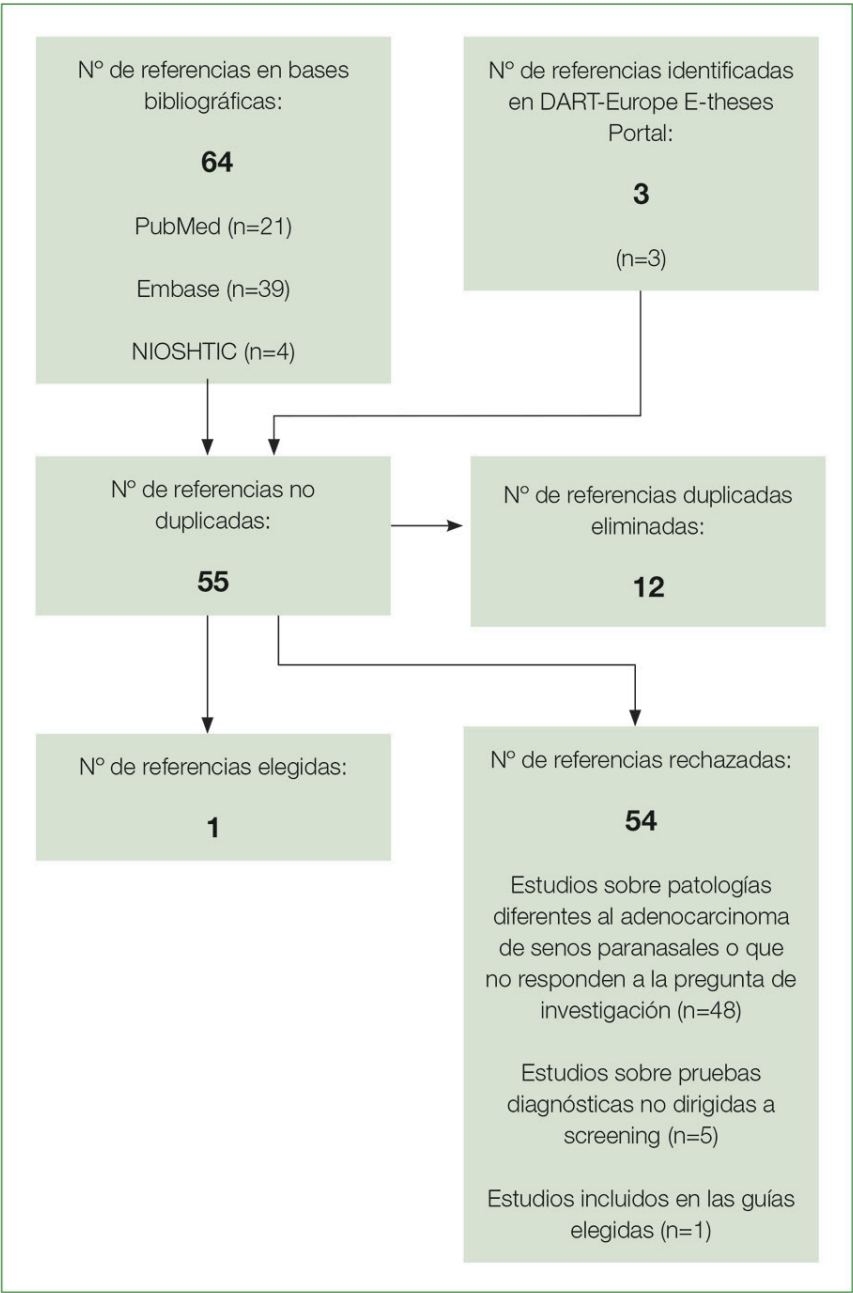 Nº de referencias en bases
bibliográficas:
64
PubMed (n=21)
Embase (n=39)
NIOSHTIC (n=4)
Nº de referencias identificadas
en DART-Europe E-theses
Portal:
3
(n=3)
Nº de referencias no
duplicadas:
55
Nº de referencias duplicadas
eliminadas:
12
Nº de referencias elegidas:
1
Nº de referencias rechazadas:
54
Estudios sobre patologías
diferentes al adenocarcinoma
de senos paranasales o que
no responden a la pregunta de
investigación (n=48)
Estudios sobre pruebas
diagnósticas no dirigidas a
screening (n=5)
Estudios incluidos en las guías
elegidas (n=1)